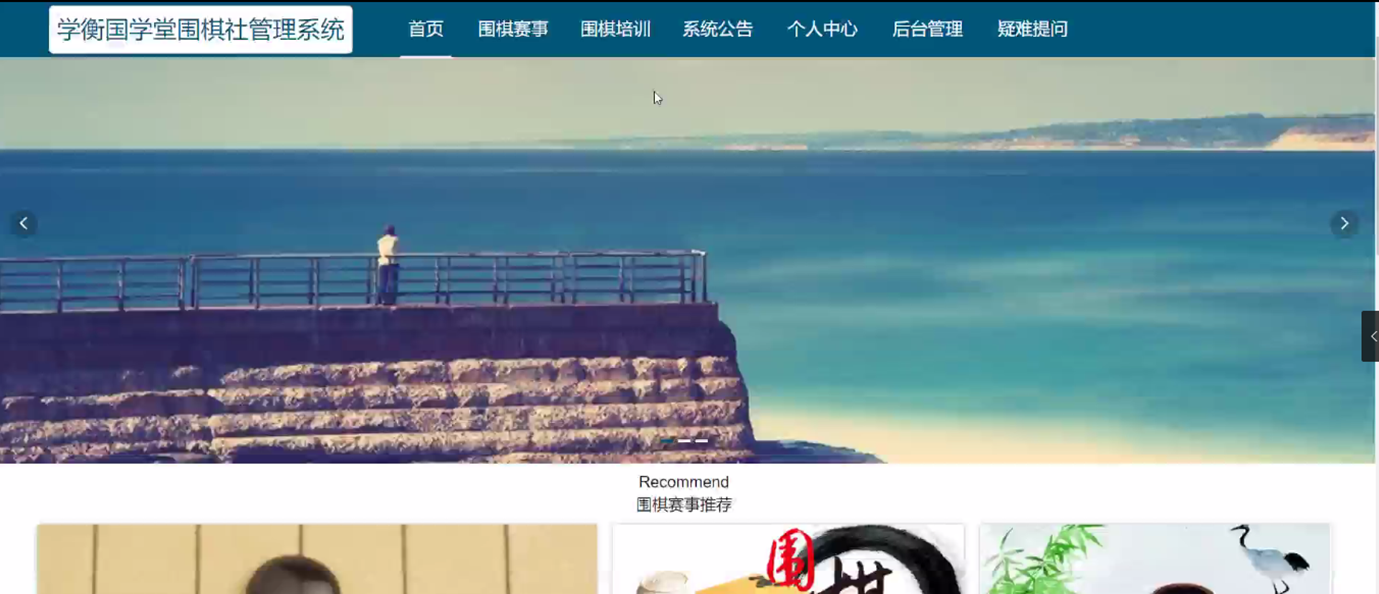 学衡国学堂围棋社管理系统
首页 围棋赛事 围棋培训 系统公告 个人中心 后台管理 疑难提问
Recommend
围棋赛事推荐
围
棋